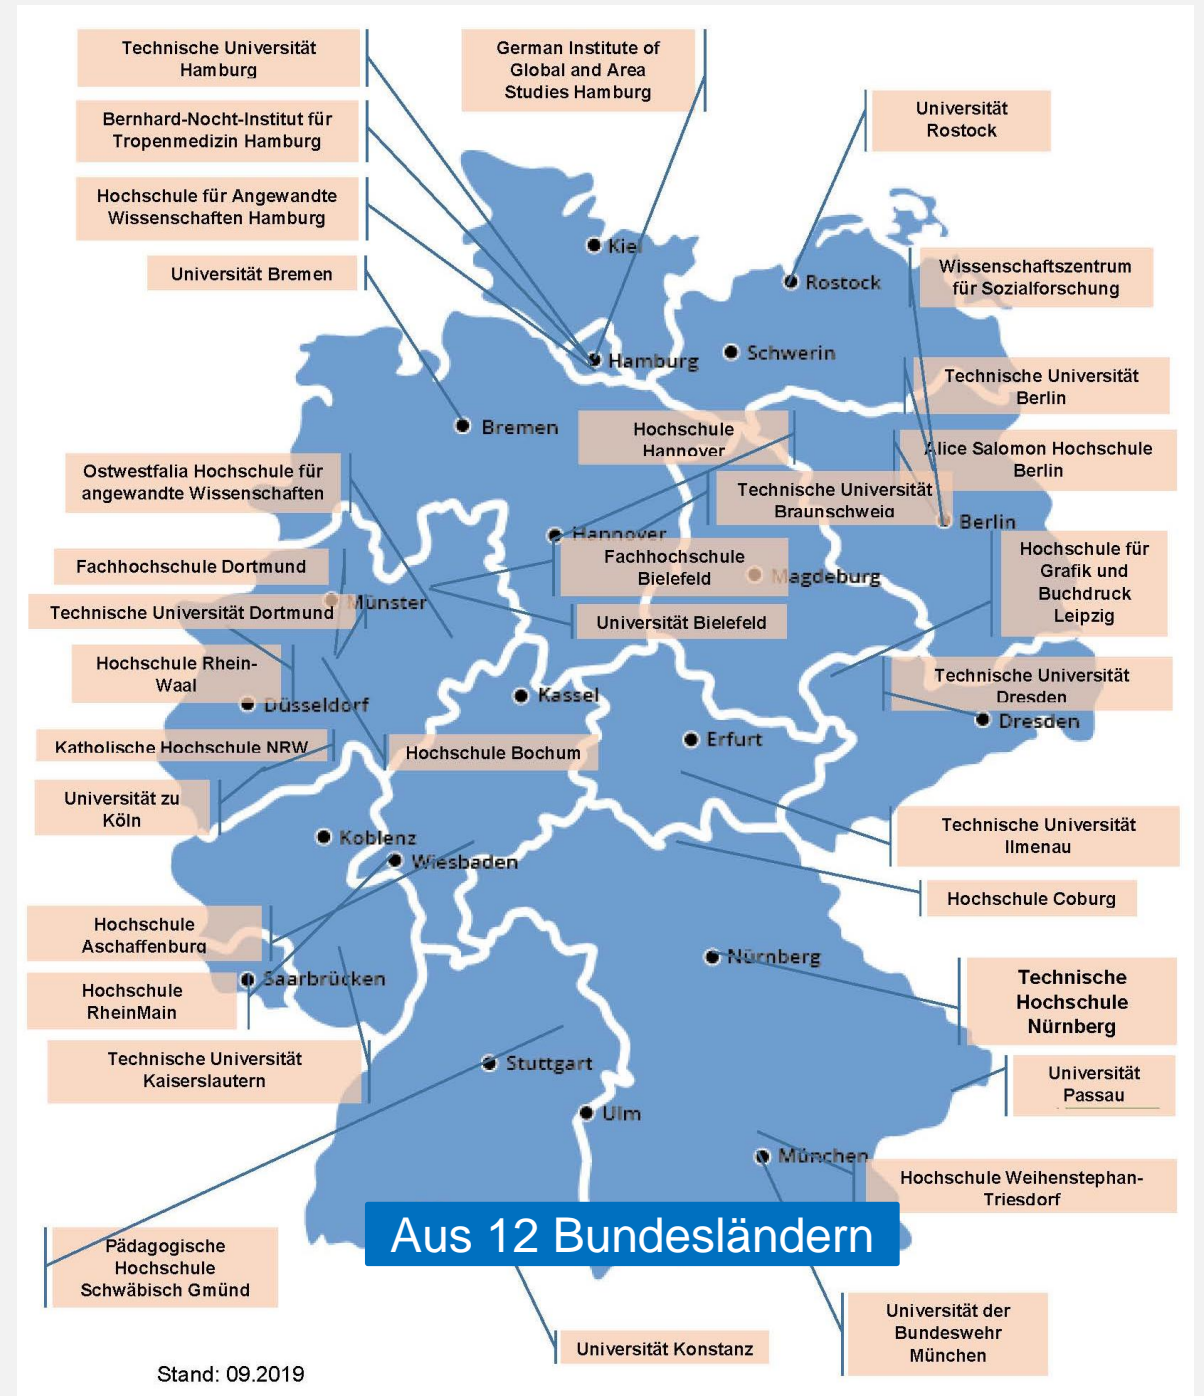 Technische Universität
Hamburg
German Institute of
Global and Area
Studies Hamburg
Bernhard-Nocht-Institut für
Tropenmedizin Hamburg
Universität
Rostock
Hochschule für Angewandte
Wissenschaften Hamburg
Kiel
Universität Bremen
Rostock
Wissenschaftszentrum
für Sozialforschung
Hamburg
Schwerin
Technische Universität
Berlin
Bremen
Hochschule
Hannover
Alice Salomon Hochschule
Berlin
Ostwestfalia Hochschule für
angewandte Wissenschaften
Technische Universität
Braunschweig
Berlin
Hannover
Hochschule für
Grafik und
Buchdruck
Leipzig
Fachhochschule Dortmund
Fachhochschule
Bielefeld
Magdeburg
Münster
Technische Universität Dortmund
Universität Bielefeld
Hochschule Rhein-
Waal
Düsseldorf
Kassel
Technische Universität
Dresden
Dresden
Erfurt
Katholische Hochschule NRW
Hochschule Bochum
Universität zu
Köln
Koblenz
Wiesbaden
Technische Universität
Ilmenau
Hochschule Coburg
Hochschule
Aschaffenburg
Nürnberg
Saarbrücken
Hochschule
RheinMain
Technische
Hochschule
Nürnberg
Technische Universität
Kaiserslautern
Stuttgart
Universität
Passau
Ulm
München
Hochschule Weihenstephan-
Triesdorf
Aus 12 Bundesländern
Pädagogische
Hochschule
Schwäbisch Gmünd
Universität der
Bundeswehr
München
Universität Konstanz
Stand: 09.2019